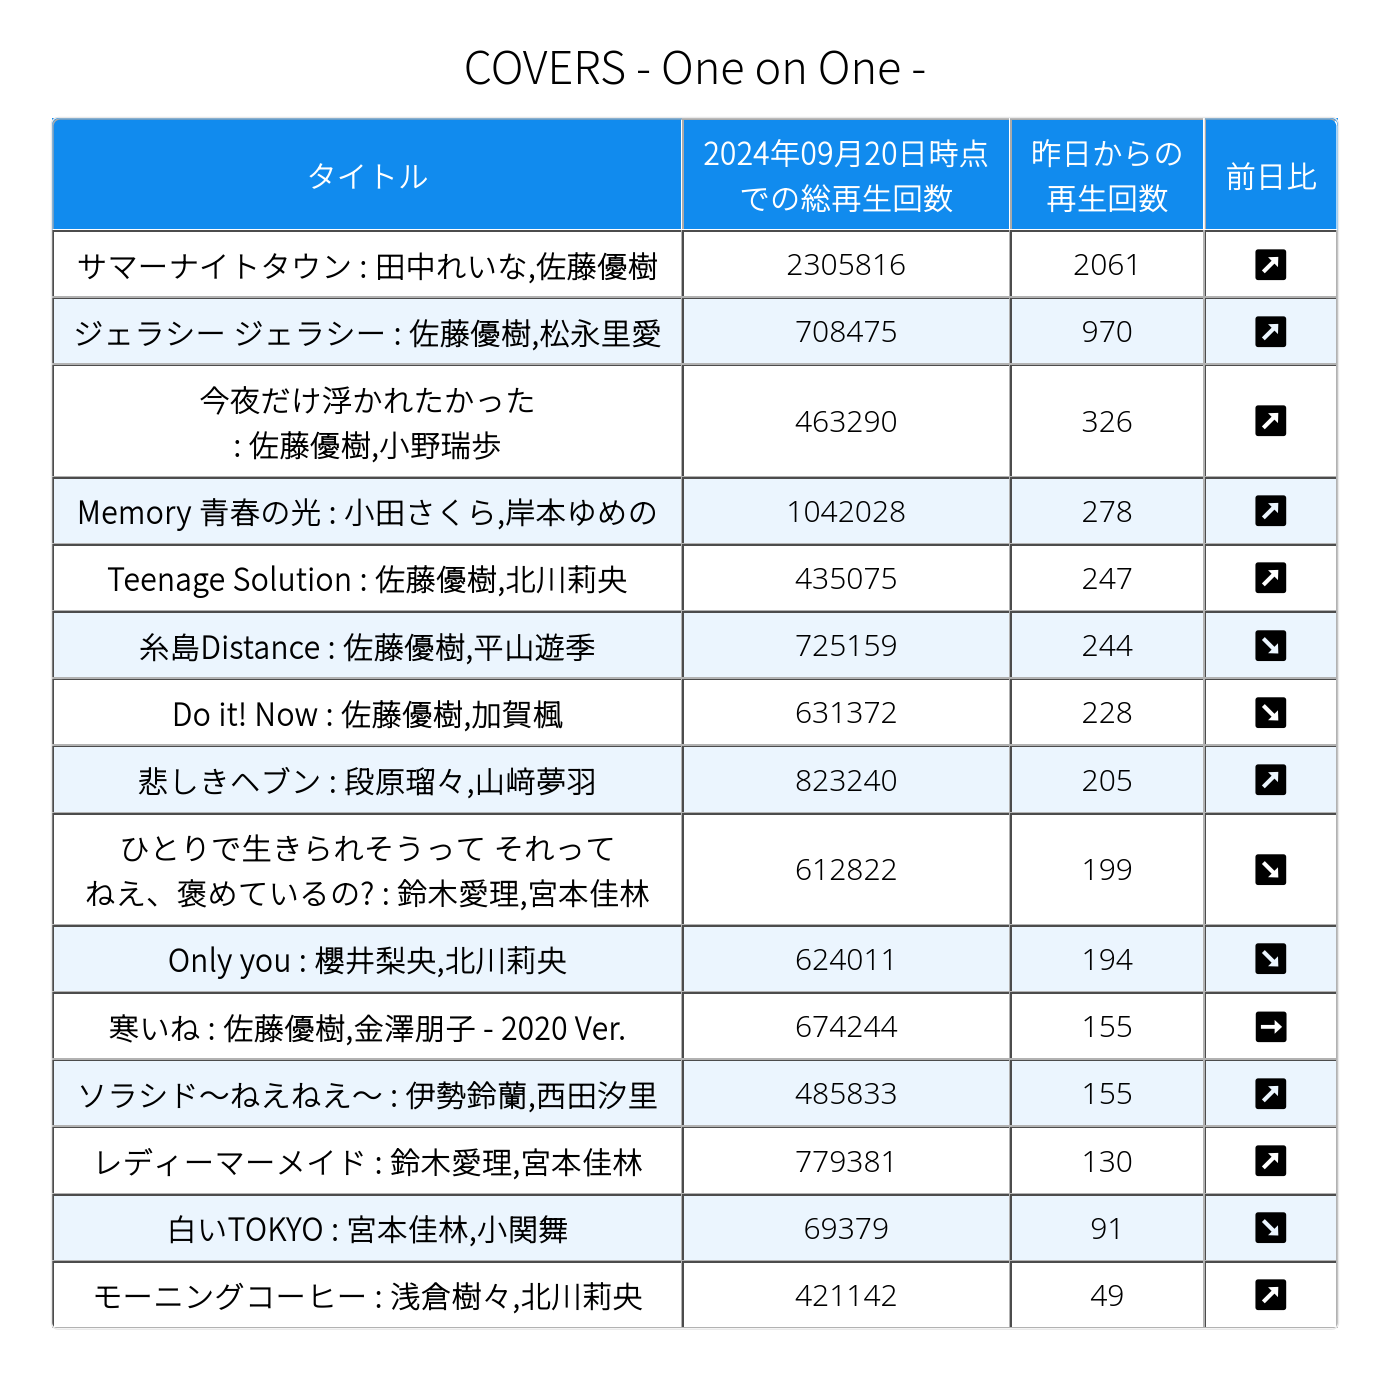 COVERS - One on One -
タイトル
2024年09月20日時点
での総再生回数
昨日からの
再生回数
前日比
サマーナイトタウン : 田中れいな,佐藤優樹 2305816 2061
ジェラシー ジェラシー : 佐藤優樹,松永里愛 708475 970
今夜だけ浮かれたかった
: 佐藤優樹,小野瑞歩 463290 326
Memory 青春の光 : 小田さくら,岸本ゆめの 1042028 278
Teenage Solution : 佐藤優樹,北川莉央 435075 247
糸島Distance : 佐藤優樹,平山遊季 725159 244
Do it! Now : 佐藤優樹,加賀楓 631372 228
悲しきヘブン : 段原瑠々,山﨑夢羽 823240 205
ひとりで生きられそうって それって
ねえ、褒めているの? : 鈴木愛理,宮本佳林 612822 199
Only you : 櫻井梨央,北川莉央 624011 194
寒いね : 佐藤優樹,金澤朋子 - 2020 Ver. 674244 155
ソラシド〜ねえねえ〜 : 伊勢鈴蘭,西田汐里 485833 155
レディーマーメイド : 鈴木愛理,宮本佳林 779381 130
白いTOKYO : 宮本佳林,小関舞 69379 91
モーニングコーヒー : 浅倉樹々,北川莉央 421142 49